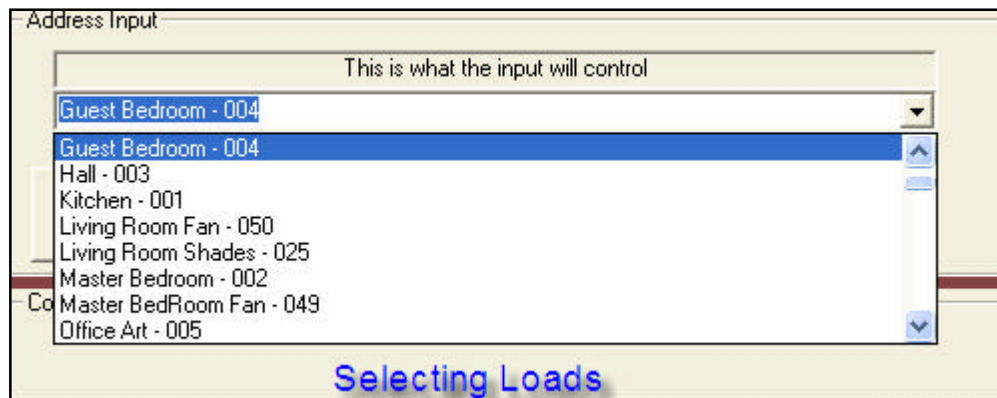 Address Input
This is what the input will control
Guest Bedroom - 004
Guest Bedroom - 004
Hall - 003
Kitchen - 001
Living Room Fan - 050
Living Room Shades - 025
Master Bedroom - 002
Co
Master BedRoom Fan - 049
Office Art - 005
Selecting Loads